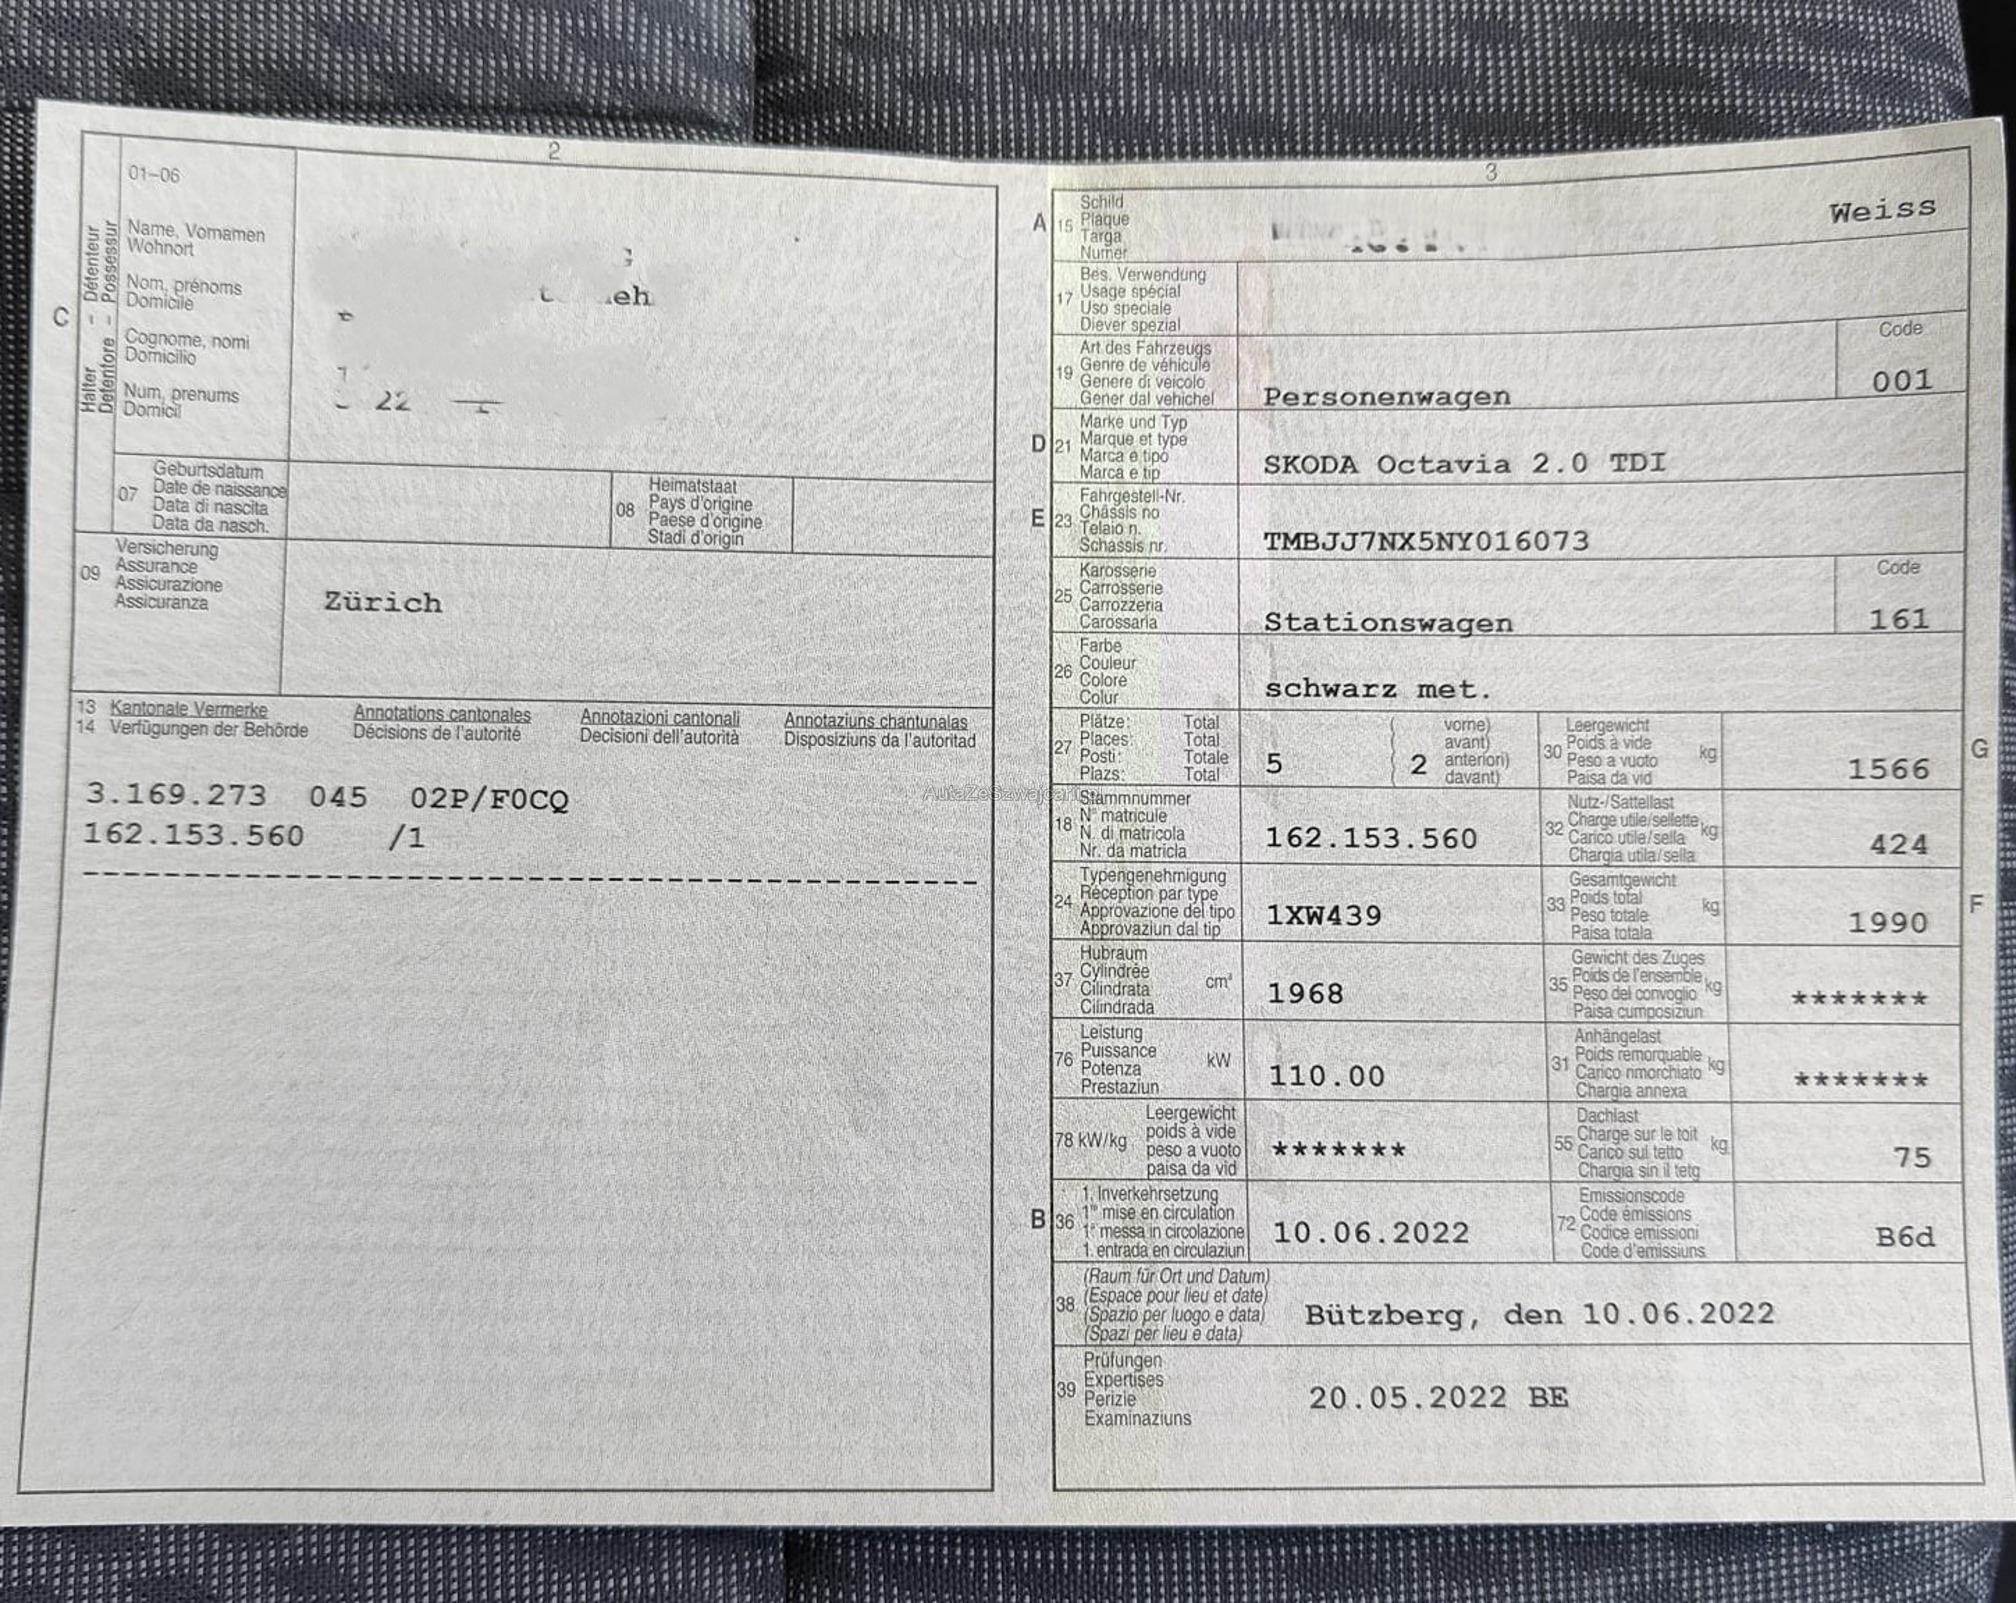 2
01-06
Name, Vornamen
Wohnort
Nom, prénoms
Domicile
Cognome, nomi
Domicilio
Num, prenums
Domicil
C
Halter – Détenteur
Detentore – Possessur
eh
22
07
Geburtsdatum
Date de naissance
Data di nascita
Data da nasch.
08
Heimatstaat
Pays d'origine
Paese d'origine
Stadi d'origin
09
Versicherung
Assurance
Assicurazione
Assicuranza
Zürich
13 Kantonale Vermerke Annotations cantonales Annotazioni cantonali Annotaziuns chantunalas
14 Verfügungen der Behörde Décisions de l'autorité Decisioni dell'autorità Disposiziuns da l'autoritad
3.169.273 045 02P/F0CQ
162.153.560 /1
3
A
15
Schild
Plaque
Targa
Numer
Weiss
17
Bes. Verwendung
Usage spécial
Uso speciale
Diever spezial
19
Art des Fahrzeugs
Genre de véhicule
Genere di veicolo
Gener dal vehichel
Personenwagen
Code
001
D
21
Marke und Typ
Marque et type
Marca e tipo
Marca e tip
SKODA Octavia 2.0 TDI
E
23
Fahrgestell-Nr.
Châssis no
Telaio n.
Schassis nr.
TMBJJ7NX5NY016073
25
Karosserie
Carrosserie
Carrozzeria
Carossaria
Stationswagen
Code
161
26
Farbe
Couleur
Colore
Colur
schwarz met.
27
Plätze: Total
Places: Total
Posti: Totale
Plazs: Total
5
( 2 vorne)
avant)
anteriori)
davant)
30
Leergewicht
Poids à vide
Peso a vuoto
Paisa da vid
kg
1566
G
18
Stammnummer
N° matricule
N. di matricola
Nr. da matricla
162.153.560
32
Nutz-/Sattellast
Charge utile/sellette
Carico utile/sella
Chargia utila/sella
kg
424
24
Typengenehmigung
Réception par type
Approvazione del tipo
Approvaziun dal tip
1XW439
33
Gesamtgewicht
Poids total
Peso totale
Paisa totala
kg
1990
F
37
Hubraum
Cylindrée
Cilindrata
Cilindrada
cm³
1968
35
Gewicht des Zuges
Poids de l'ensemble
Peso del convoglio
Paisa cumposiziun
kg
*******
76
Leistung
Puissance
Potenza
Prestaziun
kW
110.00
31
Anhängelast
Poids remorquable
Carico rimorchiato
Chargia annexa
kg
*******
78 kW/kg
Leergewicht
poids à vide
peso a vuoto
paisa da vid
*******
55
Dachlast
Charge sur le toit
Carico sul tetto
Chargia sin il tetg
kg
75
B
36
1. Inverkehrsetzung
1re mise en circulation
1a messa in circolazione
1. entrada en circulaziun
10.06.2022
72
Emissionscode
Code émissions
Codice emissioni
Code d'emissiuns
B6d
38
(Raum für Ort und Datum)
(Espace pour lieu et date)
(Spazio per luogo e data)
(Spazi per lieu e data)
Bützberg, den 10.06.2022
39
Prüfungen
Expertises
Perizie
Examinaziuns
20.05.2022 BE